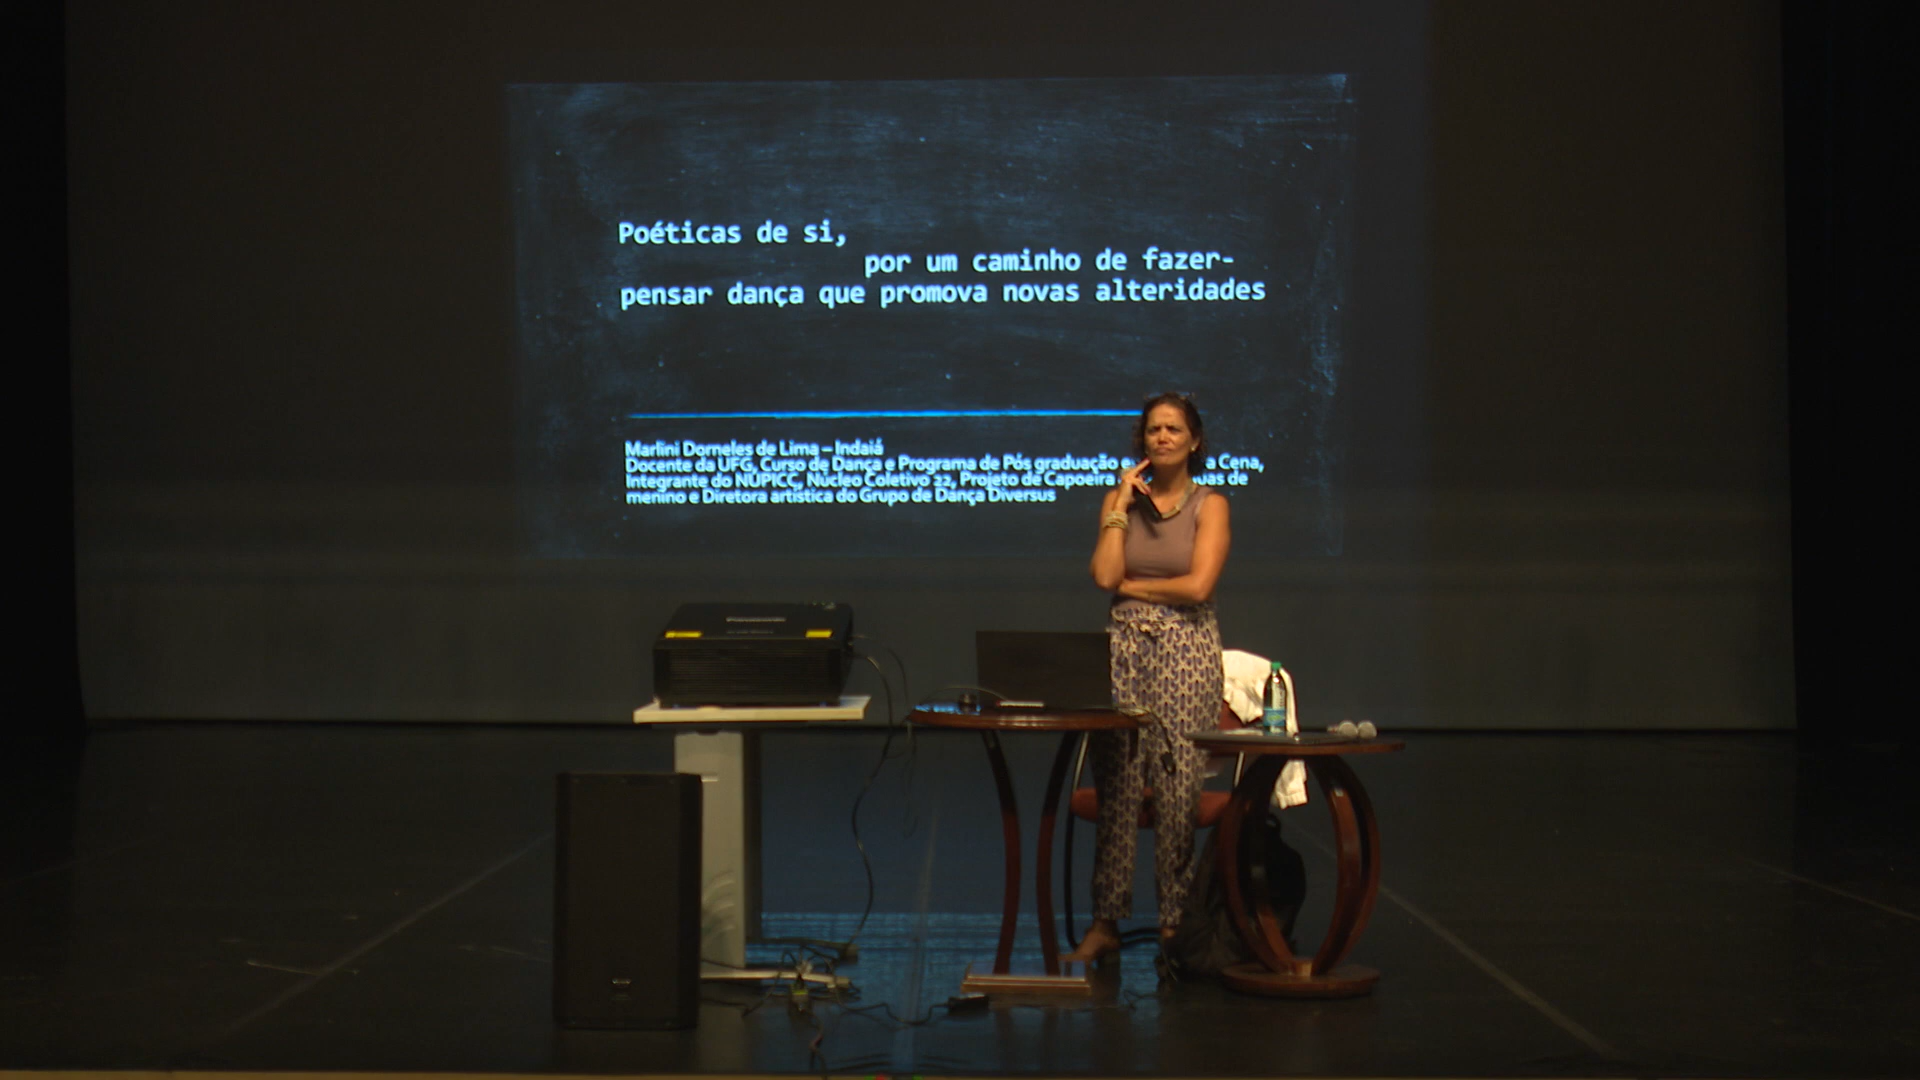 Poéticas de si,
por um caminho de fazer-
pensar dança que promova novas alteridades
Marlini Dorneles de Lima – Indaiá
Docente da UFG, Curso de Dança e Programa de Pós graduação e a Cena,
Integrante do NUPICC, Núcleo Coletivo 22, Projeto de Capoeira de
menino e Diretora artística do Grupo de Dança Diversus